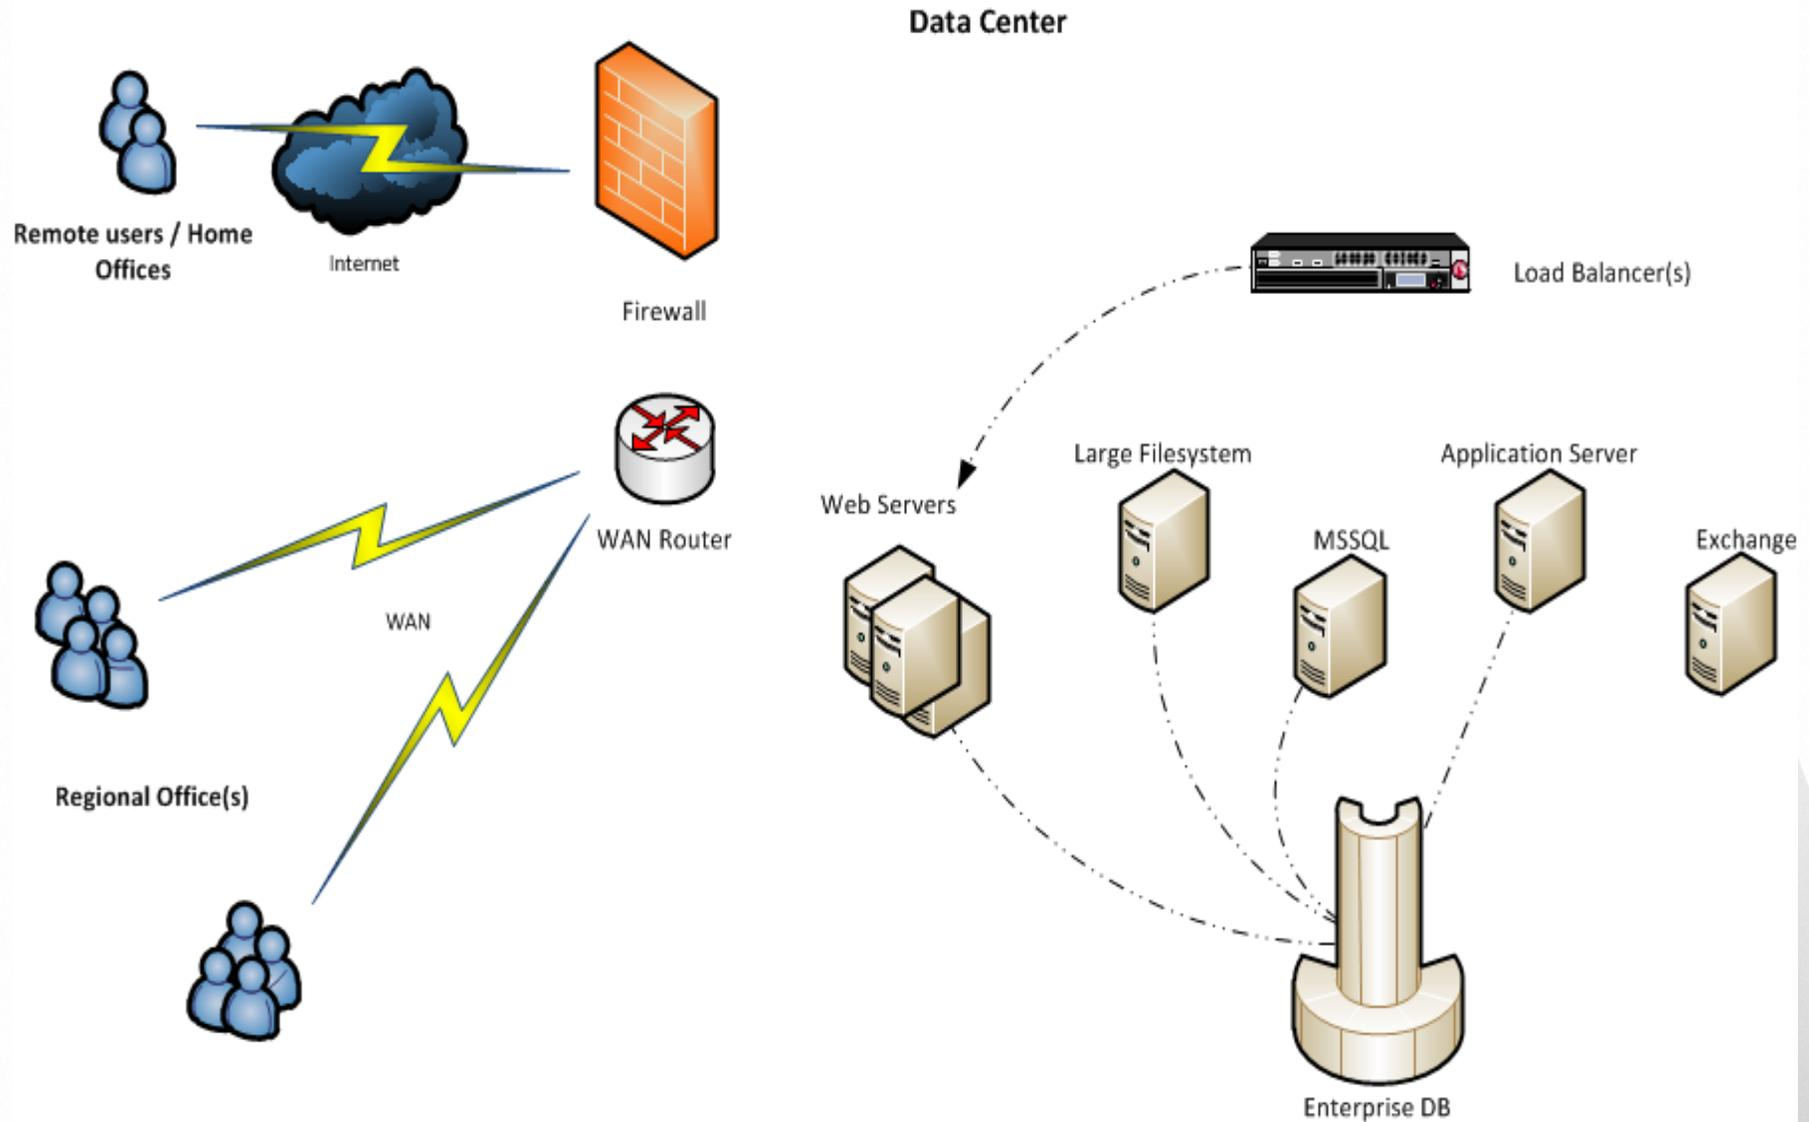 Data Center
Remote users / Home
Offices
Internet
Firewall
Load Balancer(s)
WAN Router
WAN
Regional Office(s)
Web Servers
Large Filesystem
MSSQL
Application Server
Exchange
Enterprise DB